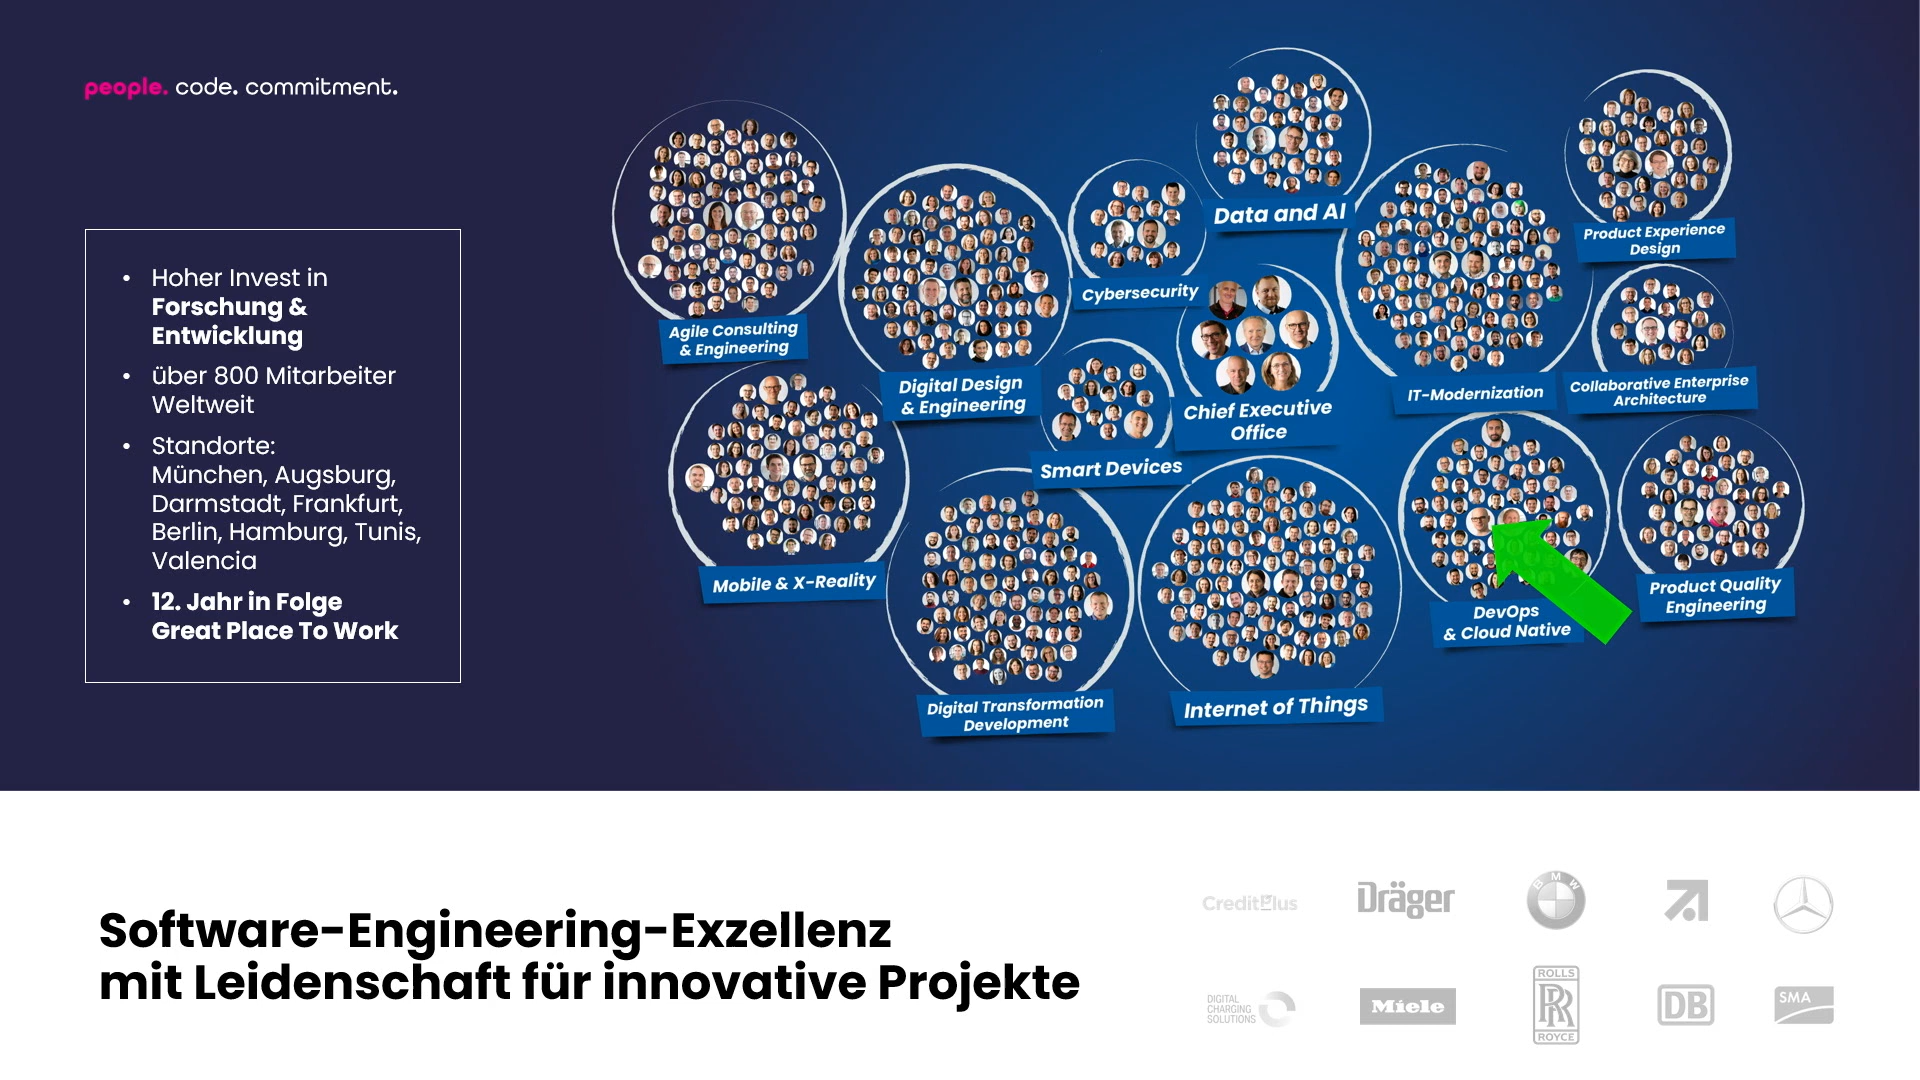 people. code. commitment.
• Hoher Invest in
Forschung &
Entwicklung
• über 800 Mitarbeiter
Weltweit
• Standorte:
München, Augsburg,
Darmstadt, Frankfurt,
Berlin, Hamburg, Tunis,
Valencia
• 12. Jahr in Folge
Great Place To Work
Agile Consulting
& Engineering
Digital Design
& Engineering
Cybersecurity
Data and AI
Product Experience
Design
Chief Executive
Office
IT-Modernization
Collaborative Enterprise
Architecture
Smart Devices
Mobile & X-Reality
Digital Transformation
Development
Internet of Things
DevOps
& Cloud Native
Product Quality
Engineering
Software-Engineering-Exzellenz
mit Leidenschaft für innovative Projekte
CreditPlus
Dräger
BMW
DIGITAL
CHARGING
SOLUTIONS
Miele
ROLLS
RR
ROYCE
DB
SMA